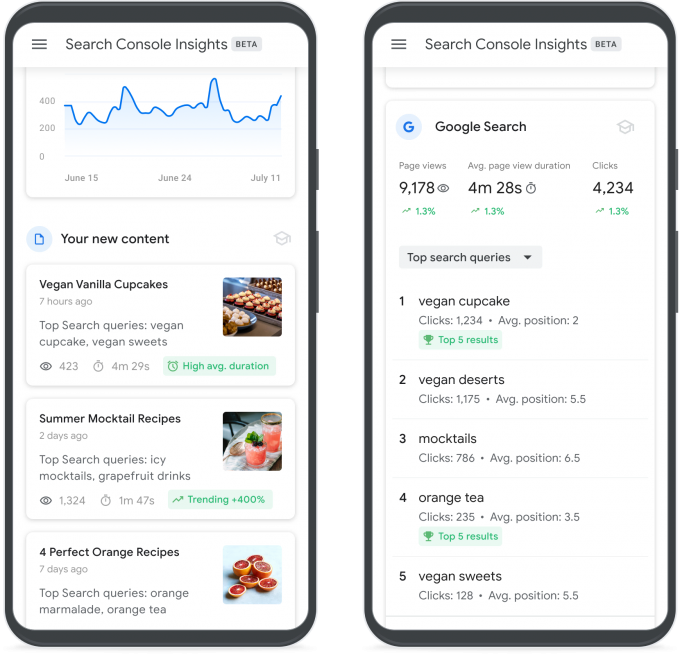 Search Console Insights BETA
400
200
0
June 15 June 24 July 11
Your new content
Vegan Vanilla Cupcakes
7 hours ago
Top Search queries: vegan
cupcake, vegan sweets
423 4m 29s High avg. duration
Summer Mocktail Recipes
2 days ago
Top Search queries: icy
mocktails, grapefruit drinks
1,324 1m 47s Trending +400%
4 Perfect Orange Recipes
7 days ago
Top Search queries: orange
marmalade, orange tea
Search Console Insights BETA
G Google Search
Page views Avg. page view duration Clicks
9,178 4m 28s 4,234
1.3% 1.3% 1.3%
Top search queries
1 vegan cupcake
Clicks: 1,234 • Avg. position: 2
Top 5 results
2 vegan deserts
Clicks: 1,175 • Avg. position: 5.5
3 mocktails
Clicks: 786 • Avg. position: 6.5
4 orange tea
Clicks: 235 • Avg. position: 3.5
Top 5 results
5 vegan sweets
Clicks: 128 • Avg. position: 5.5